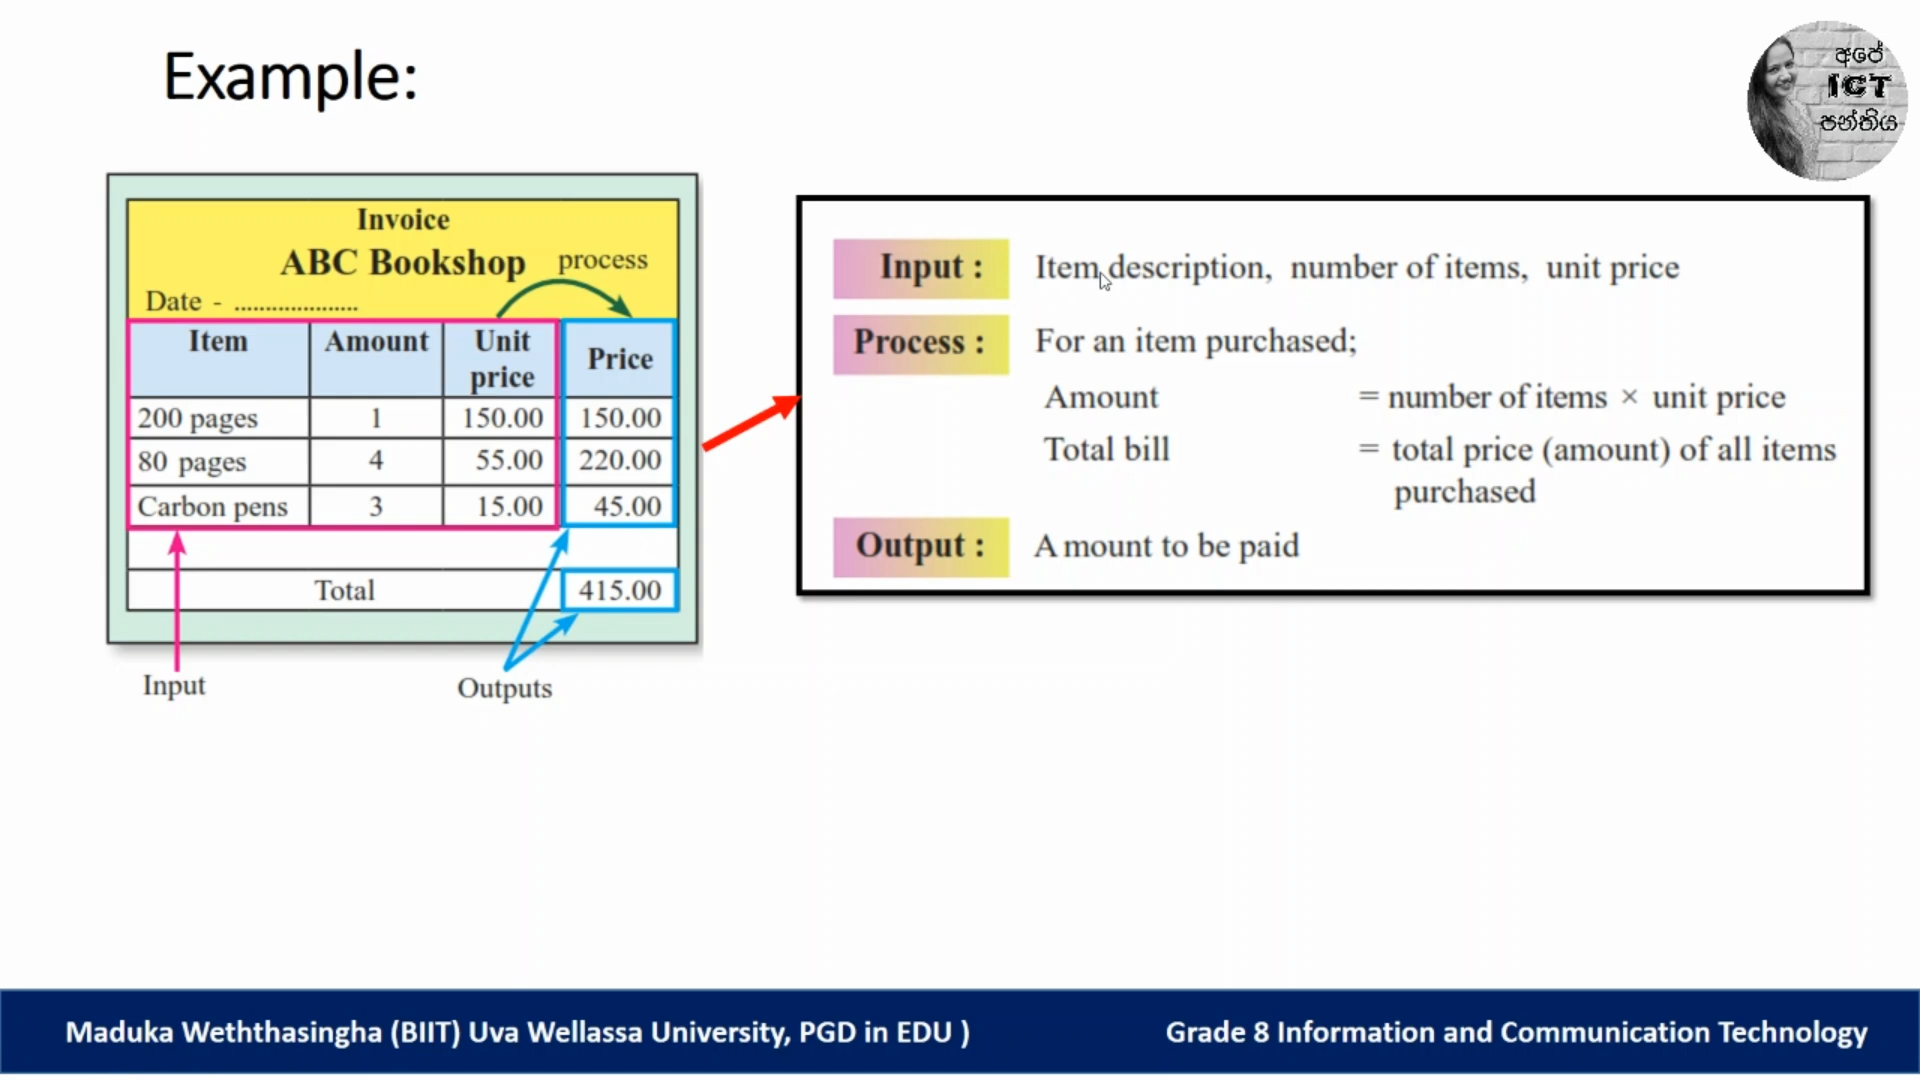 Example:
අපේ
ICT
පන්තිය
Invoice
ABC Bookshop
process
Date - ....................
Item Amount Unit price Price
200 pages 1 150.00 150.00
80 pages 4 55.00 220.00
Carbon pens 3 15.00 45.00
Total 415.00
Input
Outputs
Input : Item description, number of items, unit price
Process : For an item purchased;
Amount = number of items × unit price
Total bill = total price (amount) of all items
purchased
Output : Amount to be paid
Maduka Weththasingha (BIIT) Uva Wellassa University, PGD in EDU )
Grade 8 Information and Communication Technology